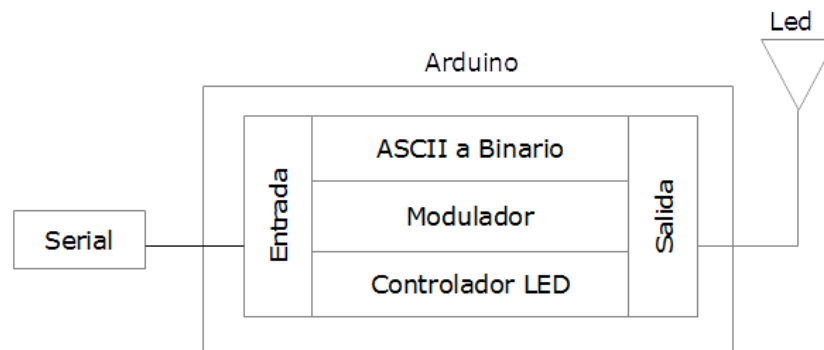 Led
Arduino
Serial
Entrada
ASCII a Binario
Modulador
Controlador LED
Salida